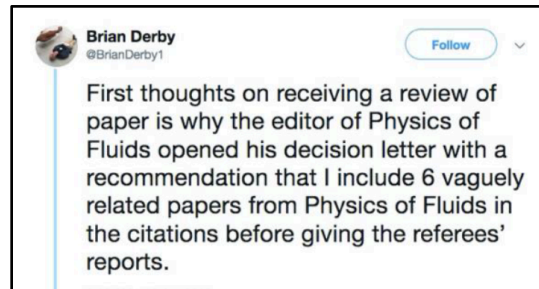 Brian Derby
@BrianDerby1
Follow
First thoughts on receiving a review of
paper is why the editor of Physics of
Fluids opened his decision letter with a
recommendation that I include 6 vaguely
related papers from Physics of Fluids in
the citations before giving the referees'
reports.